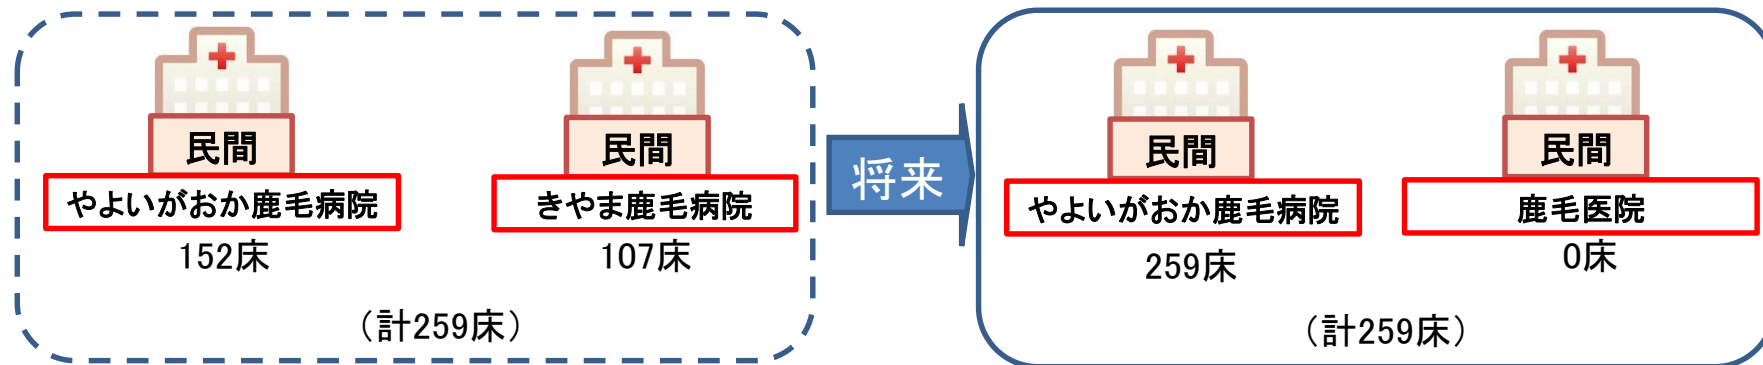 民間
やよいがおか鹿毛病院
152床
民間
きやま鹿毛病院
107床
（計259床）
将来
民間
やよいがおか鹿毛病院
259床
民間
鹿毛医院
0床
（計259床）